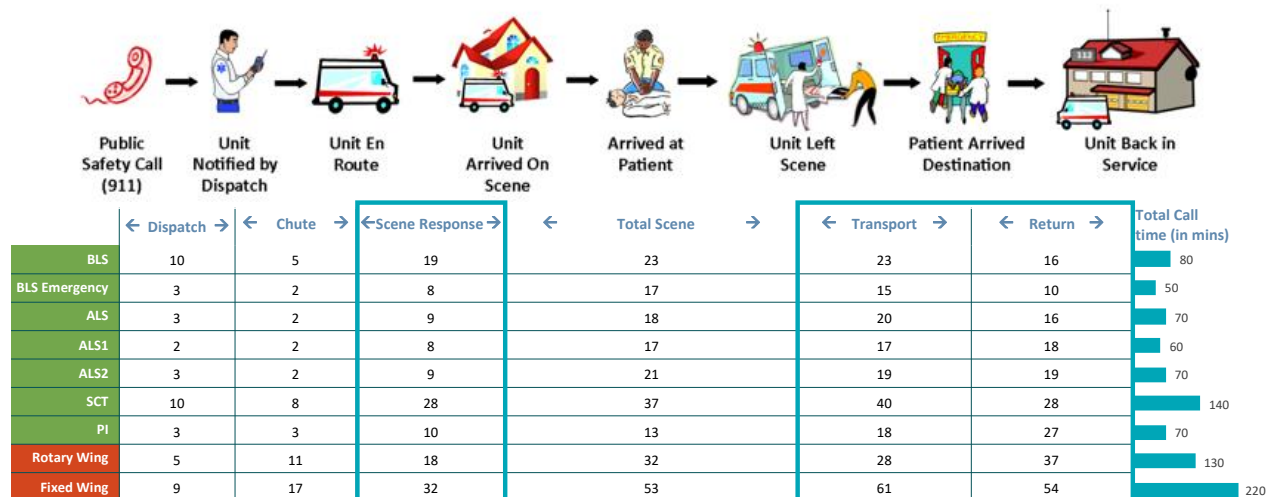 EMERGENCY
Public
Safety Call
(911)
Unit
Notified by
Dispatch
Unit En
Route
Unit
Arrived On
Scene
Arrived at
Patient
Unit Left
Scene
Patient Arrived
Destination
Unit Back in
Service
← Dispatch → ← Chute → ←Scene Response→ ← Total Scene → ← Transport → ← Return → Total Call
time (in mins)
BLS 10 5 19 23 23 16 80
BLS Emergency 3 2 8 17 15 10 50
ALS 3 2 9 18 20 16 70
ALS1 2 2 8 17 17 18 60
ALS2 3 2 9 21 19 19 70
SCT 10 8 28 37 40 28 140
PI 3 3 10 13 18 27 70
Rotary Wing 5 11 18 32 28 37 130
Fixed Wing 9 17 32 53 61 54 220